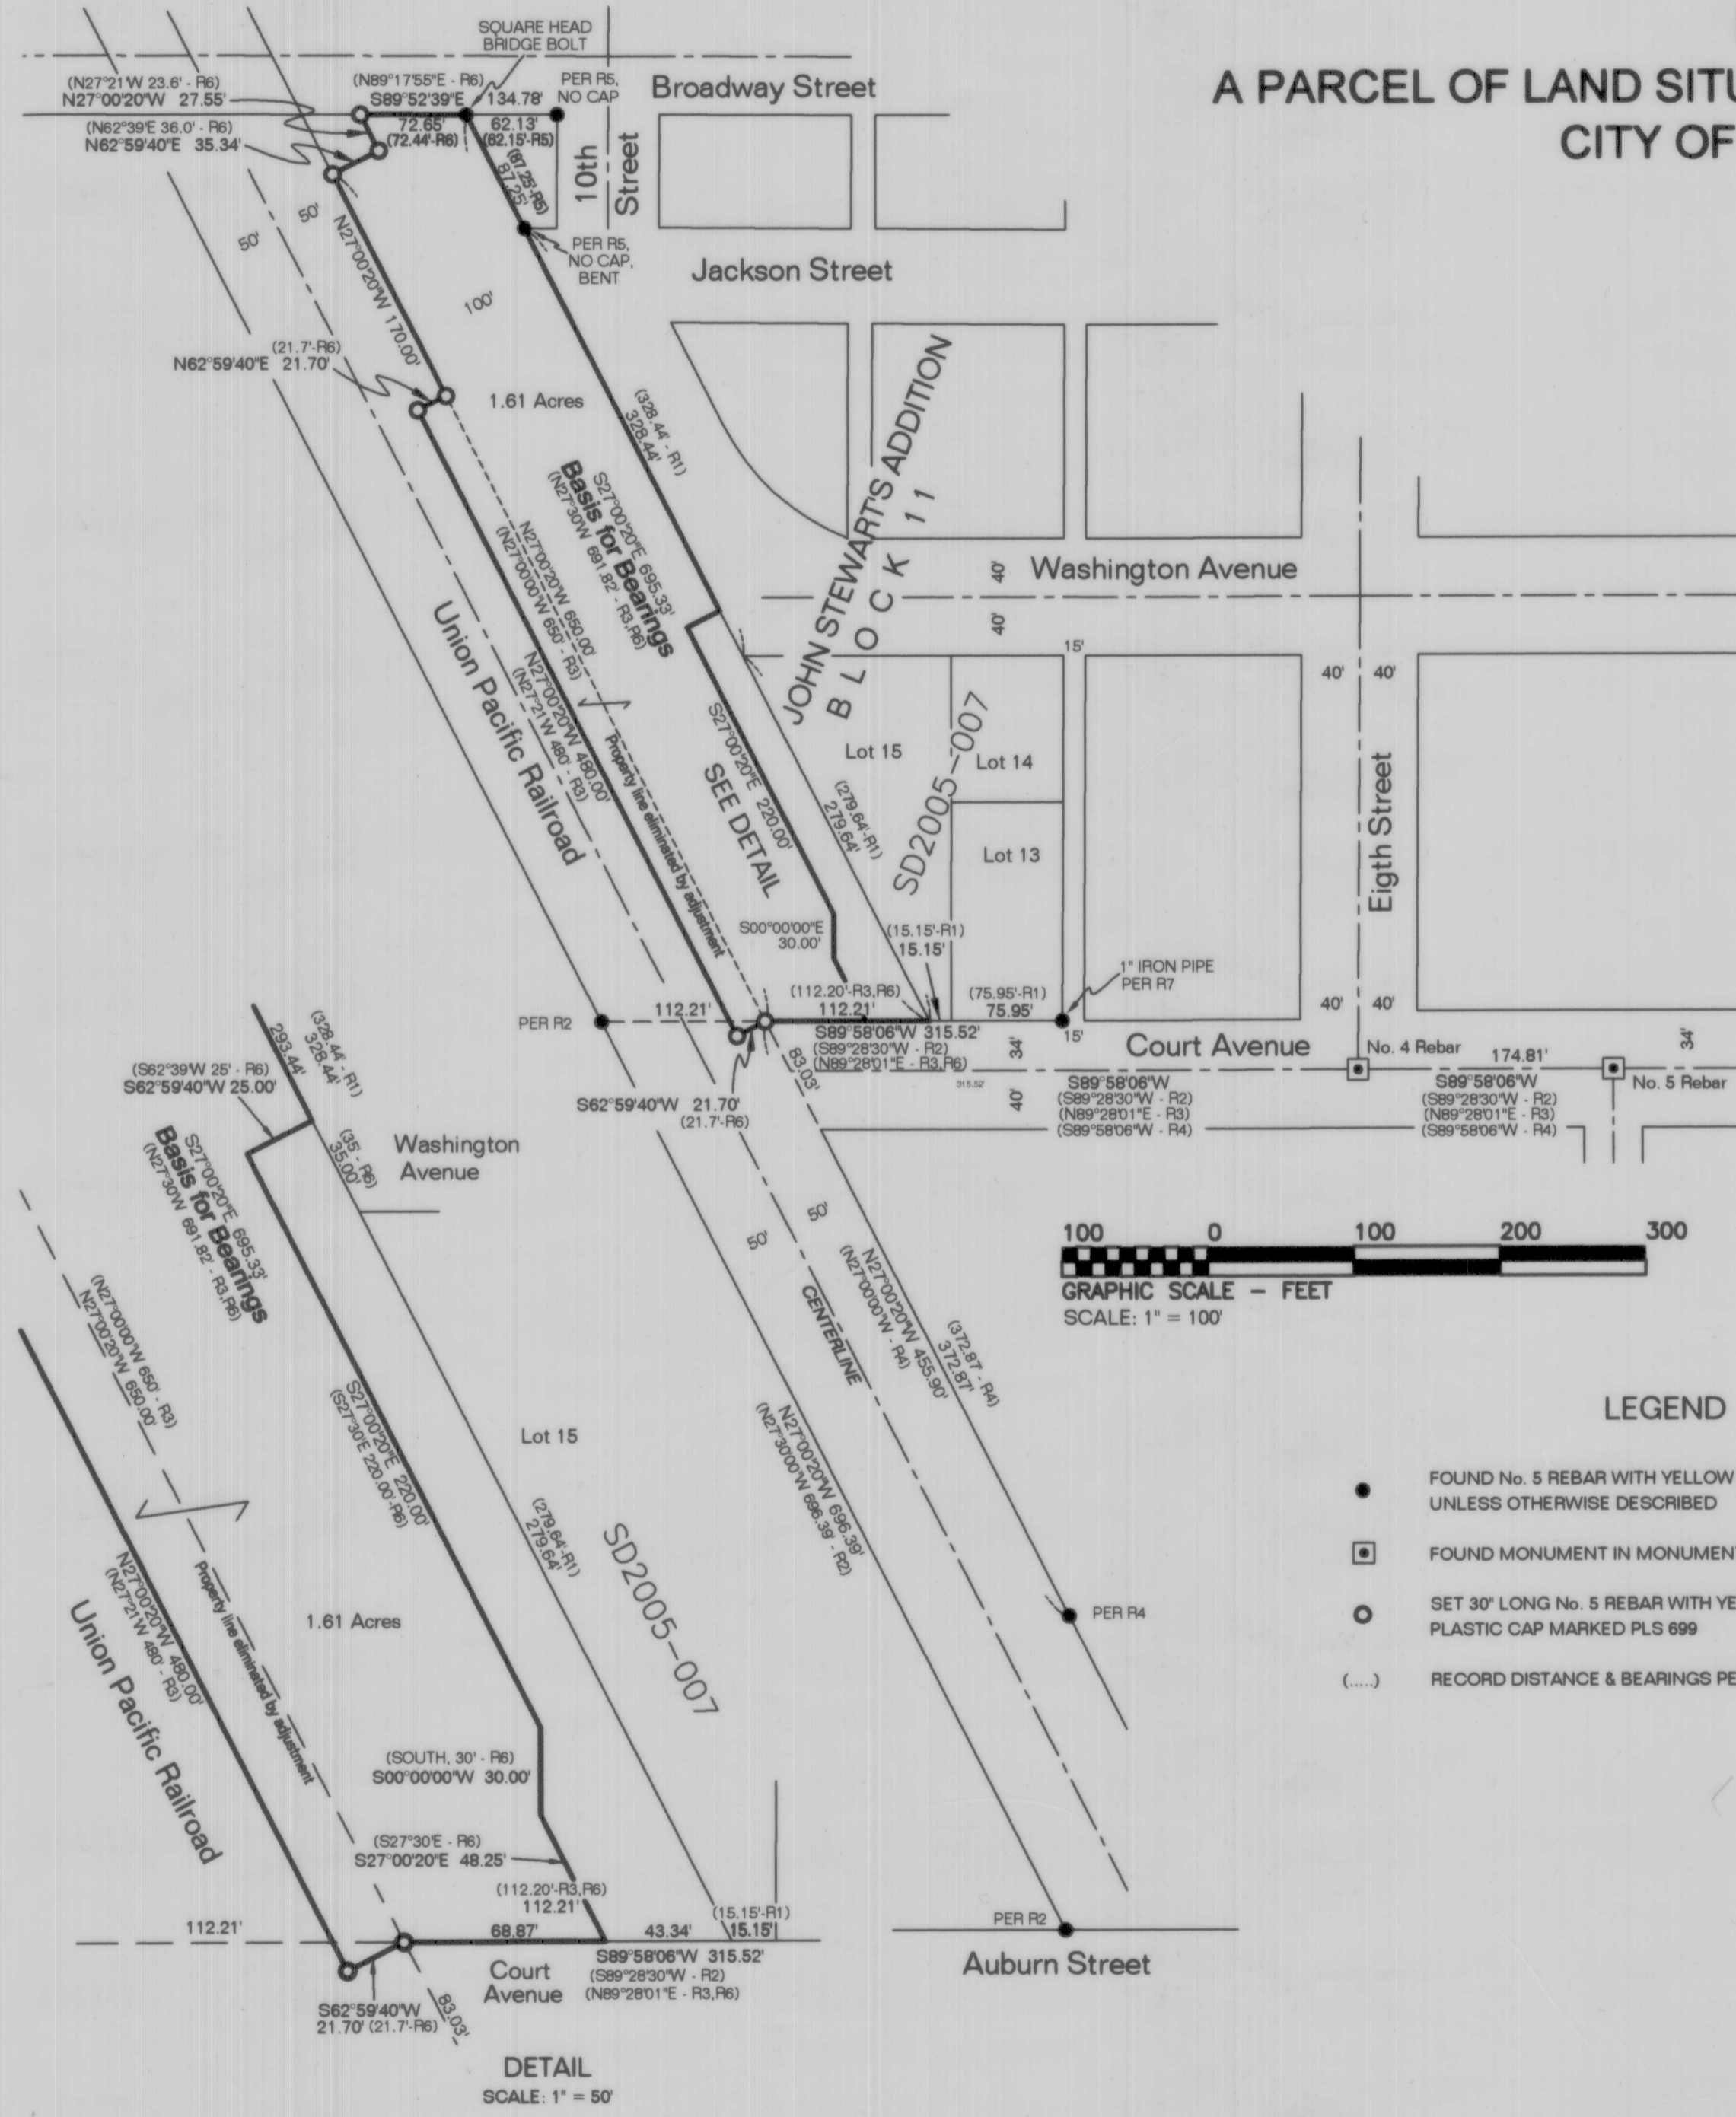 A PARCEL OF LAND SITU
CITY OF
SQUARE HEAD
BRIDGE BOLT
(N27°21'W 23.6' - R6)
N27°00'20"W 27.55'
(N62°39'E 36.0' - R6)
N62°59'40"E 35.34'
(N89°17'55"E - R6)
S89°52'39"E 134.78'
72.65'
(72.44'-R6)
62.13'
(62.15'-R5)
PER R5,
NO CAP
Broadway Street
10th
Street
(87.25'-R5)
87.25'
PER R5,
NO CAP,
BENT
Jackson Street
50'
50'
N27°00'20"W 170.00'
100'
(21.7'-R6)
N62°59'40"E 21.70'
1.61 Acres
(328.44' - R1)
328.44'
S27°00'20"E 695.33'
Basis for Bearings
(N27°30'W 691.82' - R3,R6)
N27°00'20"W 650.00'
(N27°00'00"W 650' - R3)
N27°00'20"W 480.00'
(N27°21'W 480' - R3)
Union Pacific Railroad
Property line eliminated by adjustment
JOHN STEWART'S ADDITION
BLOCK 11
40'
40'
Washington Avenue
15'
S27°00'20"E 220.00'
SEE DETAIL
Lot 15
Lot 14
Lot 13
SD2005-007
(279.64'-R1)
279.64'
40'
40'
Eigth Street
40'
40'
S00°00'00"E
30.00'
(15.15'-R1)
15.15'
1" IRON PIPE
PER R7
PER R2
112.21'
(112.20'-R3,R6)
112.21'
(75.95'-R1)
75.95'
15'
S89°58'06"W 315.52'
(S89°28'30"W - R2)
(N89°28'01"E - R3,R6)
315.52'
34'
40'
Court Avenue
No. 4 Rebar
174.81'
No. 5 Rebar
34'
S89°58'06"W
(S89°28'30"W - R2)
(N89°28'01"E - R3)
(S89°58'06"W - R4)
S89°58'06"W
(S89°28'30"W - R2)
(N89°28'01"E - R3)
(S89°58'06"W - R4)
83.03'
S62°59'40"W 21.70'
(21.7'-R6)
50'
50'
CENTERLINE
N27°00'20"W 455.90'
(N27°00'00"W - R4)
(372.87' - R4)
372.87'
N27°00'20"W 696.39'
(N27°30'00"W 696.39' - R2)
PER R4
PER R2
Auburn Street
100 0 100 200 300
GRAPHIC SCALE – FEET
SCALE: 1" = 100'
LEGEND
FOUND No. 5 REBAR WITH YELLOW
UNLESS OTHERWISE DESCRIBED
FOUND MONUMENT IN MONUMEN
SET 30" LONG No. 5 REBAR WITH YE
PLASTIC CAP MARKED PLS 699
(.....) RECORD DISTANCE & BEARINGS PE
(328.44' - R1)
328.44'
293.44'
(S62°39'W 25' - R6)
S62°59'40"W 25.00'
(35' - R6)
35.00'
Washington
Avenue
S27°00'20"E 695.33'
Basis for Bearings
(N27°30'W 691.82' - R3,R6)
(N27°00'00"W 650' - R3)
N27°00'20"W 650.00'
S27°00'20"E 220.00'
(S27°30'E 220.00'-R6)
Lot 15
(279.64'-R1)
279.64'
SD2005-007
N27°00'20"W 480.00'
(N27°21'W 480' - R3)
Union Pacific Railroad
Property line eliminated by adjustment
1.61 Acres
(SOUTH, 30' - R6)
S00°00'00"W 30.00'
(S27°30'E - R6)
S27°00'20"E 48.25'
(112.20'-R3,R6)
112.21'
(15.15'-R1)
15.15'
112.21'
68.87'
43.34'
S89°58'06"W 315.52'
(S89°28'30"W - R2)
(N89°28'01"E - R3,R6)
Court
Avenue
S62°59'40"W
21.70' (21.7'-R6)
83.03'
DETAIL
SCALE: 1" = 50'